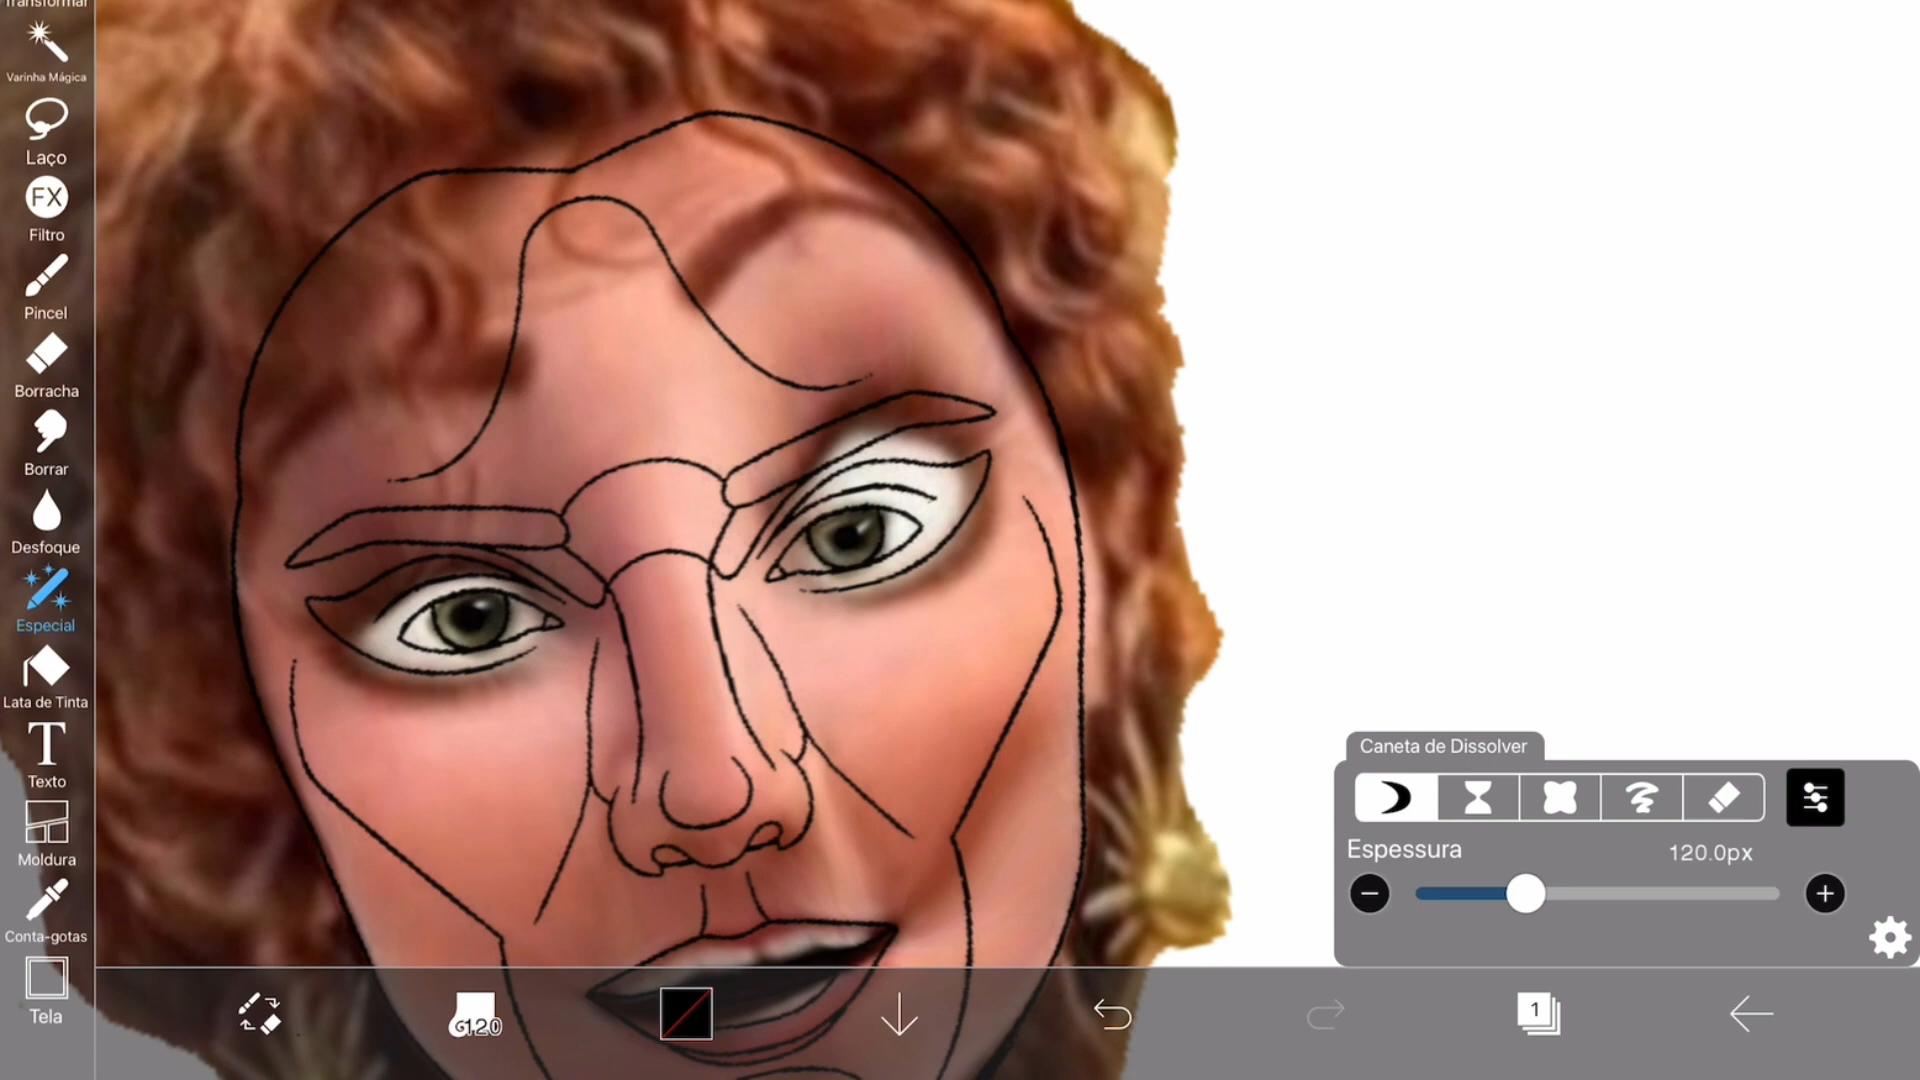 Transformar
Varinha Mágica
Laço
FX
Filtro
Pincel
Borracha
Borrar
Desfoque
Especial
Lata de Tinta
T
Texto
Moldura
Conta-gotas
Tela
Caneta de Dissolver
Espessura
120.0px
G120
1